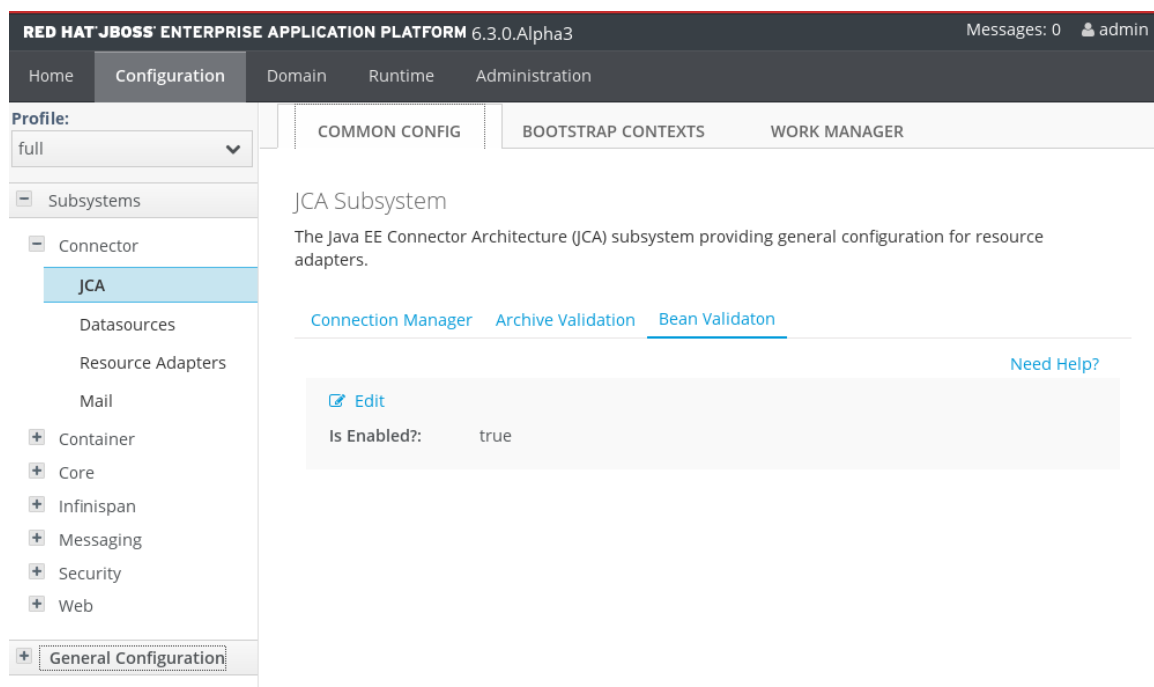 RED HAT JBOSS ENTERPRISE APPLICATION PLATFORM 6.3.0.Alpha3
Messages: 0 admin
Home Configuration Domain Runtime Administration
Profile:
full
Subsystems
Connector
JCA
Datasources
Resource Adapters
Mail
Container
Core
Infinispan
Messaging
Security
Web
General Configuration
COMMON CONFIG BOOTSTRAP CONTEXTS WORK MANAGER
JCA Subsystem
The Java EE Connector Architecture (JCA) subsystem providing general configuration for resource
adapters.
Connection Manager Archive Validation Bean Validaton
Need Help?
Edit
Is Enabled?: true